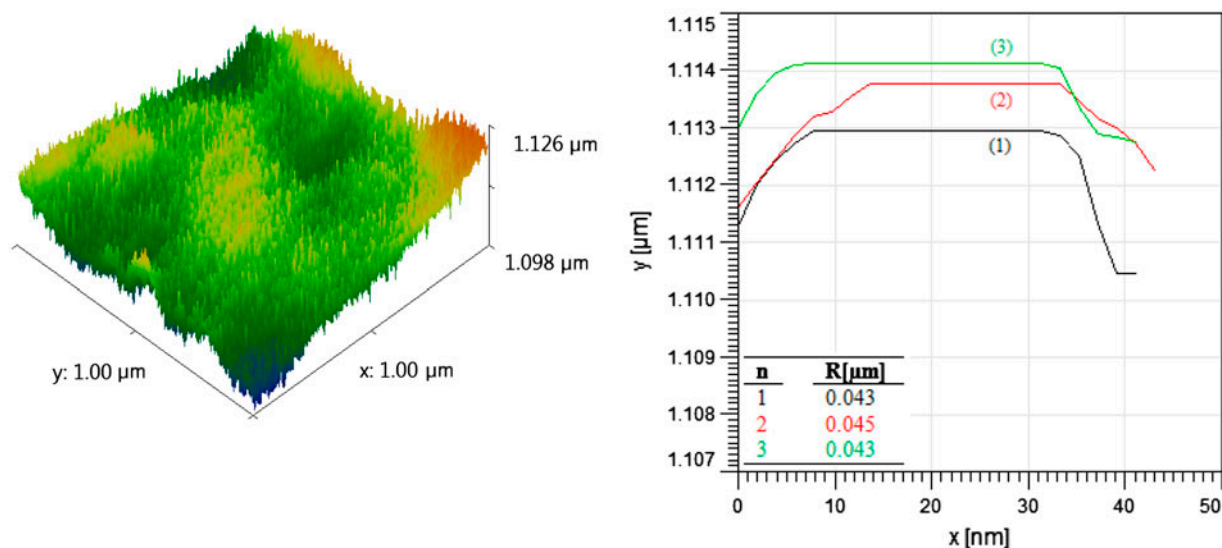 1.126 µm
1.098 µm
y: 1.00 µm
x: 1.00 µm
1.115
1.114
1.113
1.112
1.111
1.110
1.109
1.108
1.107
y [µm]
(3)
(2)
(1)
n R[µm]
1 0.043
2 0.045
3 0.043
0 10 20 30 40 50
x [nm]